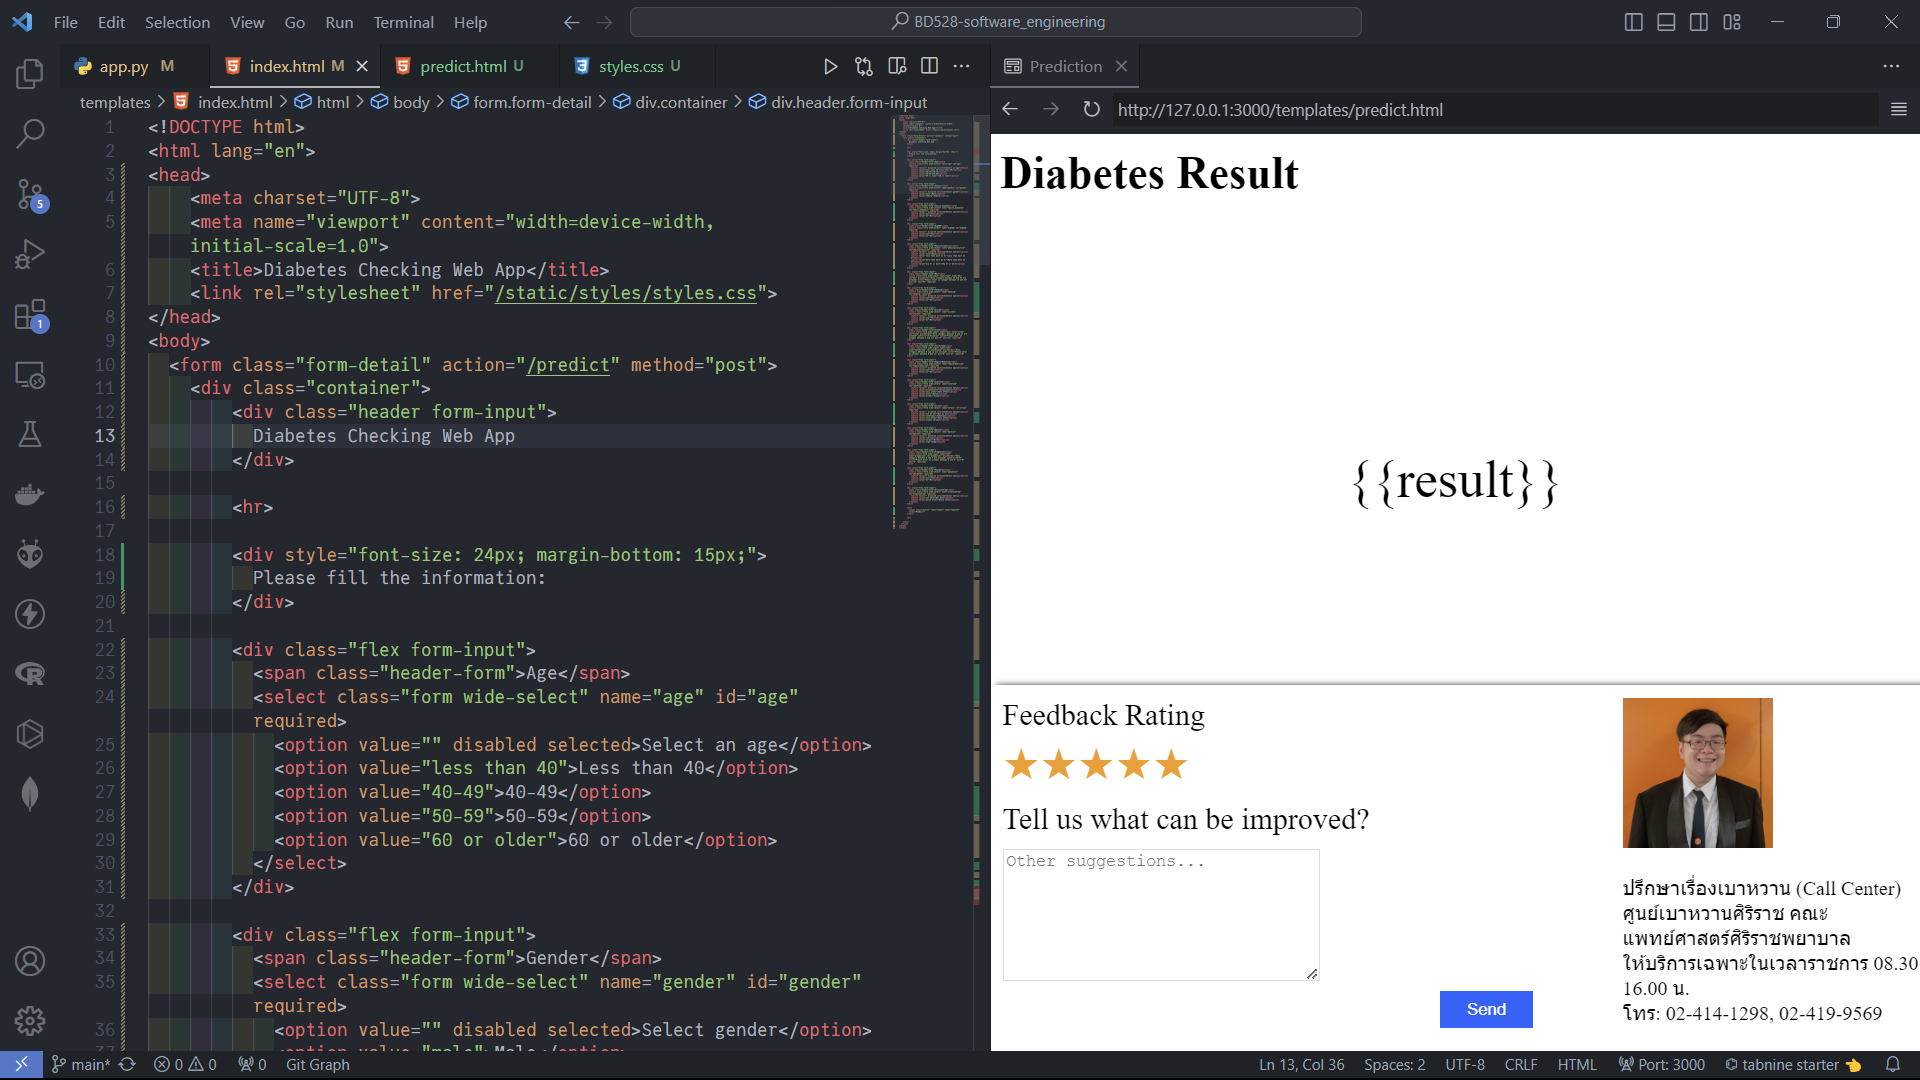 File Edit Selection View Go Run Terminal Help
BD528-software_engineering
app.py M
index.html M
predict.html U
styles.css U
templates > index.html > html > body > form.form-detail > div.container > div.header.form-input
1 <!DOCTYPE html>
2 <html lang="en">
3 <head>
4 <meta charset="UTF-8">
5 <meta name="viewport" content="width=device-width,
initial-scale=1.0">
6 <title>Diabetes Checking Web App</title>
7 <link rel="stylesheet" href="/static/styles/styles.css">
8 </head>
9 <body>
10 <form class="form-detail" action="/predict" method="post">
11 <div class="container">
12 <div class="header form-input">
13 Diabetes Checking Web App
14 </div>
15
16 <hr>
17
18 <div style="font-size: 24px; margin-bottom: 15px;">
19 Please fill the information:
20 </div>
21
22 <div class="flex form-input">
23 <span class="header-form">Age</span>
24 <select class="form wide-select" name="age" id="age"
required>
25 <option value="" disabled selected>Select an age</option>
26 <option value="less than 40">Less than 40</option>
27 <option value="40-49">40-49</option>
28 <option value="50-59">50-59</option>
29 <option value="60 or older">60 or older</option>
30 </select>
31 </div>
32
33 <div class="flex form-input">
34 <span class="header-form">Gender</span>
35 <select class="form wide-select" name="gender" id="gender"
required>
36 <option value="" disabled selected>Select gender</option>
37 <option value="male">Male</option>
5
1
Prediction
http://127.0.0.1:3000/templates/predict.html
Diabetes Result
{{result}}
Feedback Rating
Tell us what can be improved?
Other suggestions...
Send
ปรึกษาเรื่องเบาหวาน (Call Center)
ศูนย์เบาหวานศิริราช คณะ
แพทย์ศาสตร์ศิริราชพยาบาล
ให้บริการเฉพาะในเวลาราชการ 08.30
16.00 น.
โทร: 02-414-1298, 02-419-9569
main* 0 0 0 Git Graph
Ln 13, Col 36 Spaces: 2 UTF-8 CRLF HTML Port: 3000 tabnine starter